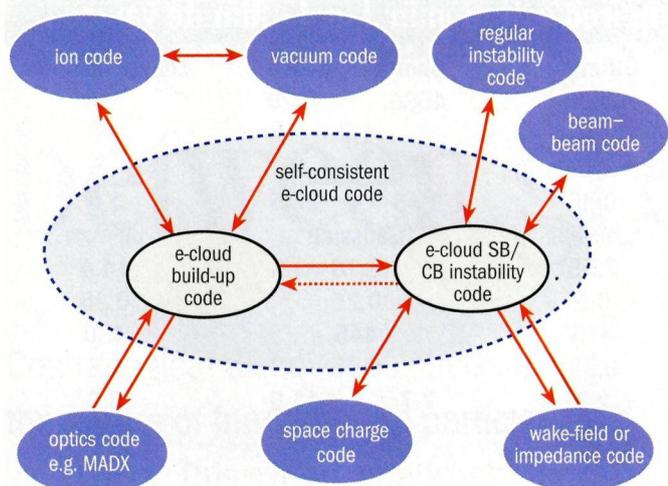 ion code
vacuum code
regular
instability
code
beam–
beam code
self-consistent
e-cloud code
e-cloud
build-up
code
e-cloud SB/
CB instability
code
optics code
e.g. MADX
space charge
code
wake-field or
impedance code